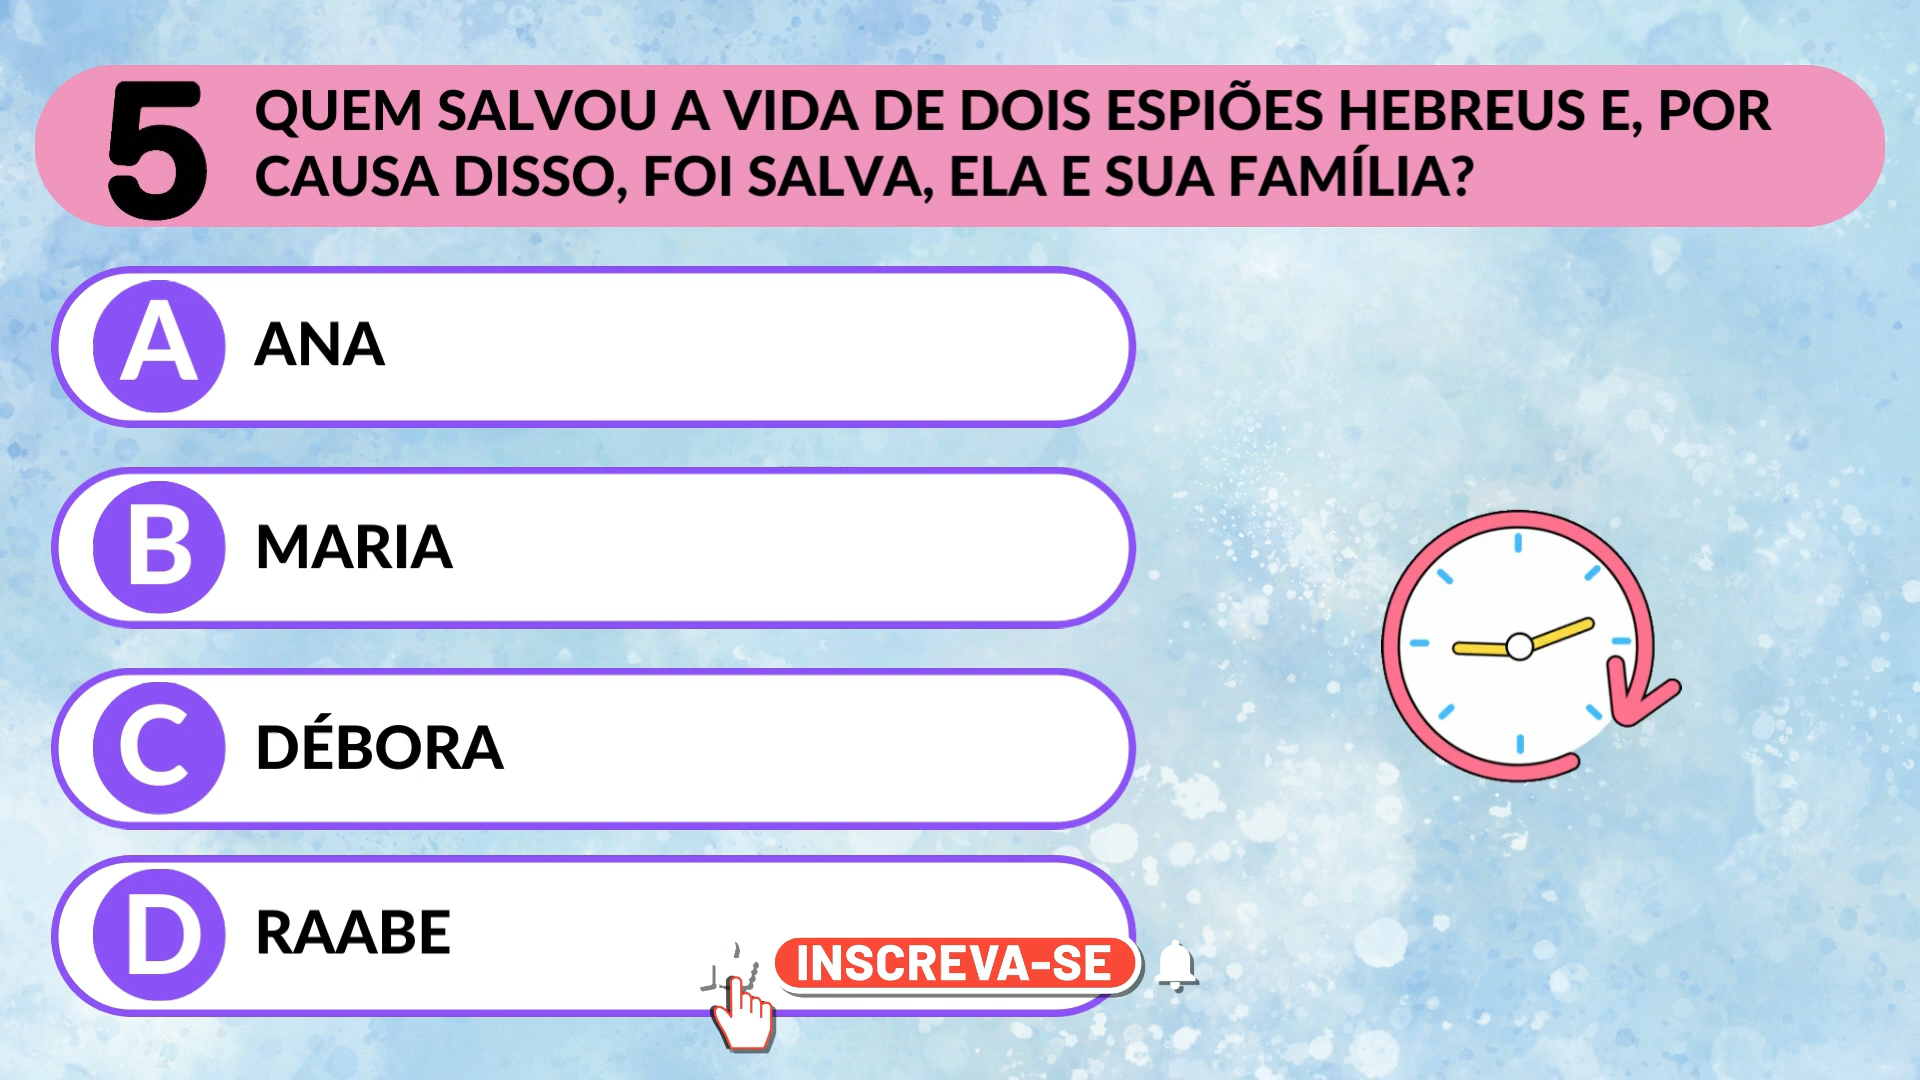 5
QUEM SALVOU A VIDA DE DOIS ESPIÕES HEBREUS E, POR
CAUSA DISSO, FOI SALVA, ELA E SUA FAMÍLIA?
A ANA
B MARIA
C DÉBORA
D RAABE
INSCREVA-SE